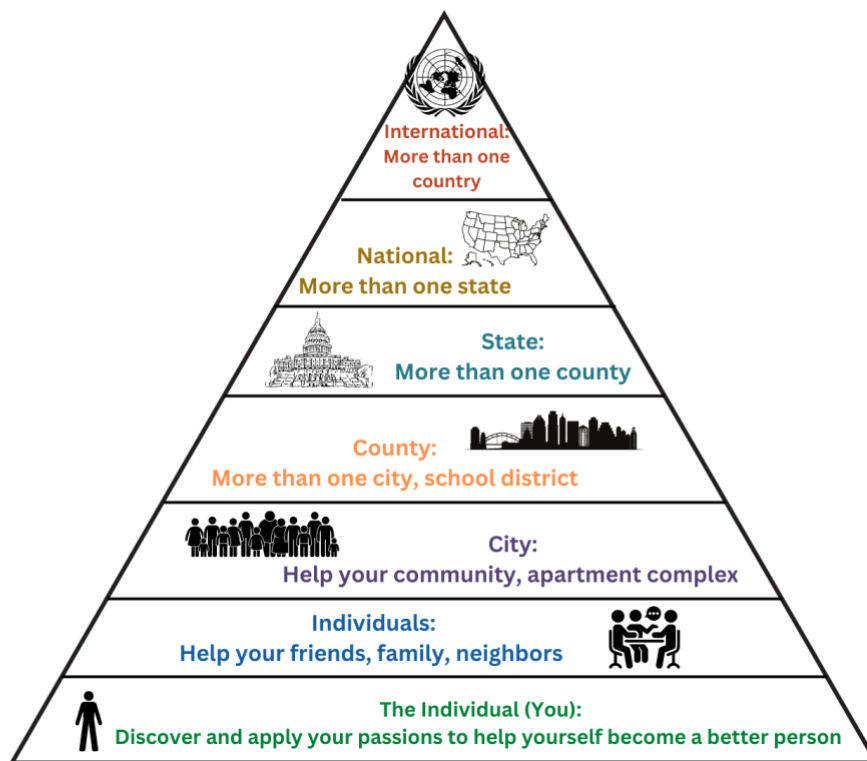 International:
More than one
country
National:
More than one state
State:
More than one county
County:
More than one city, school district
City:
Help your community, apartment complex
Individuals:
Help your friends, family, neighbors
The Individual (You):
Discover and apply your passions to help yourself become a better person